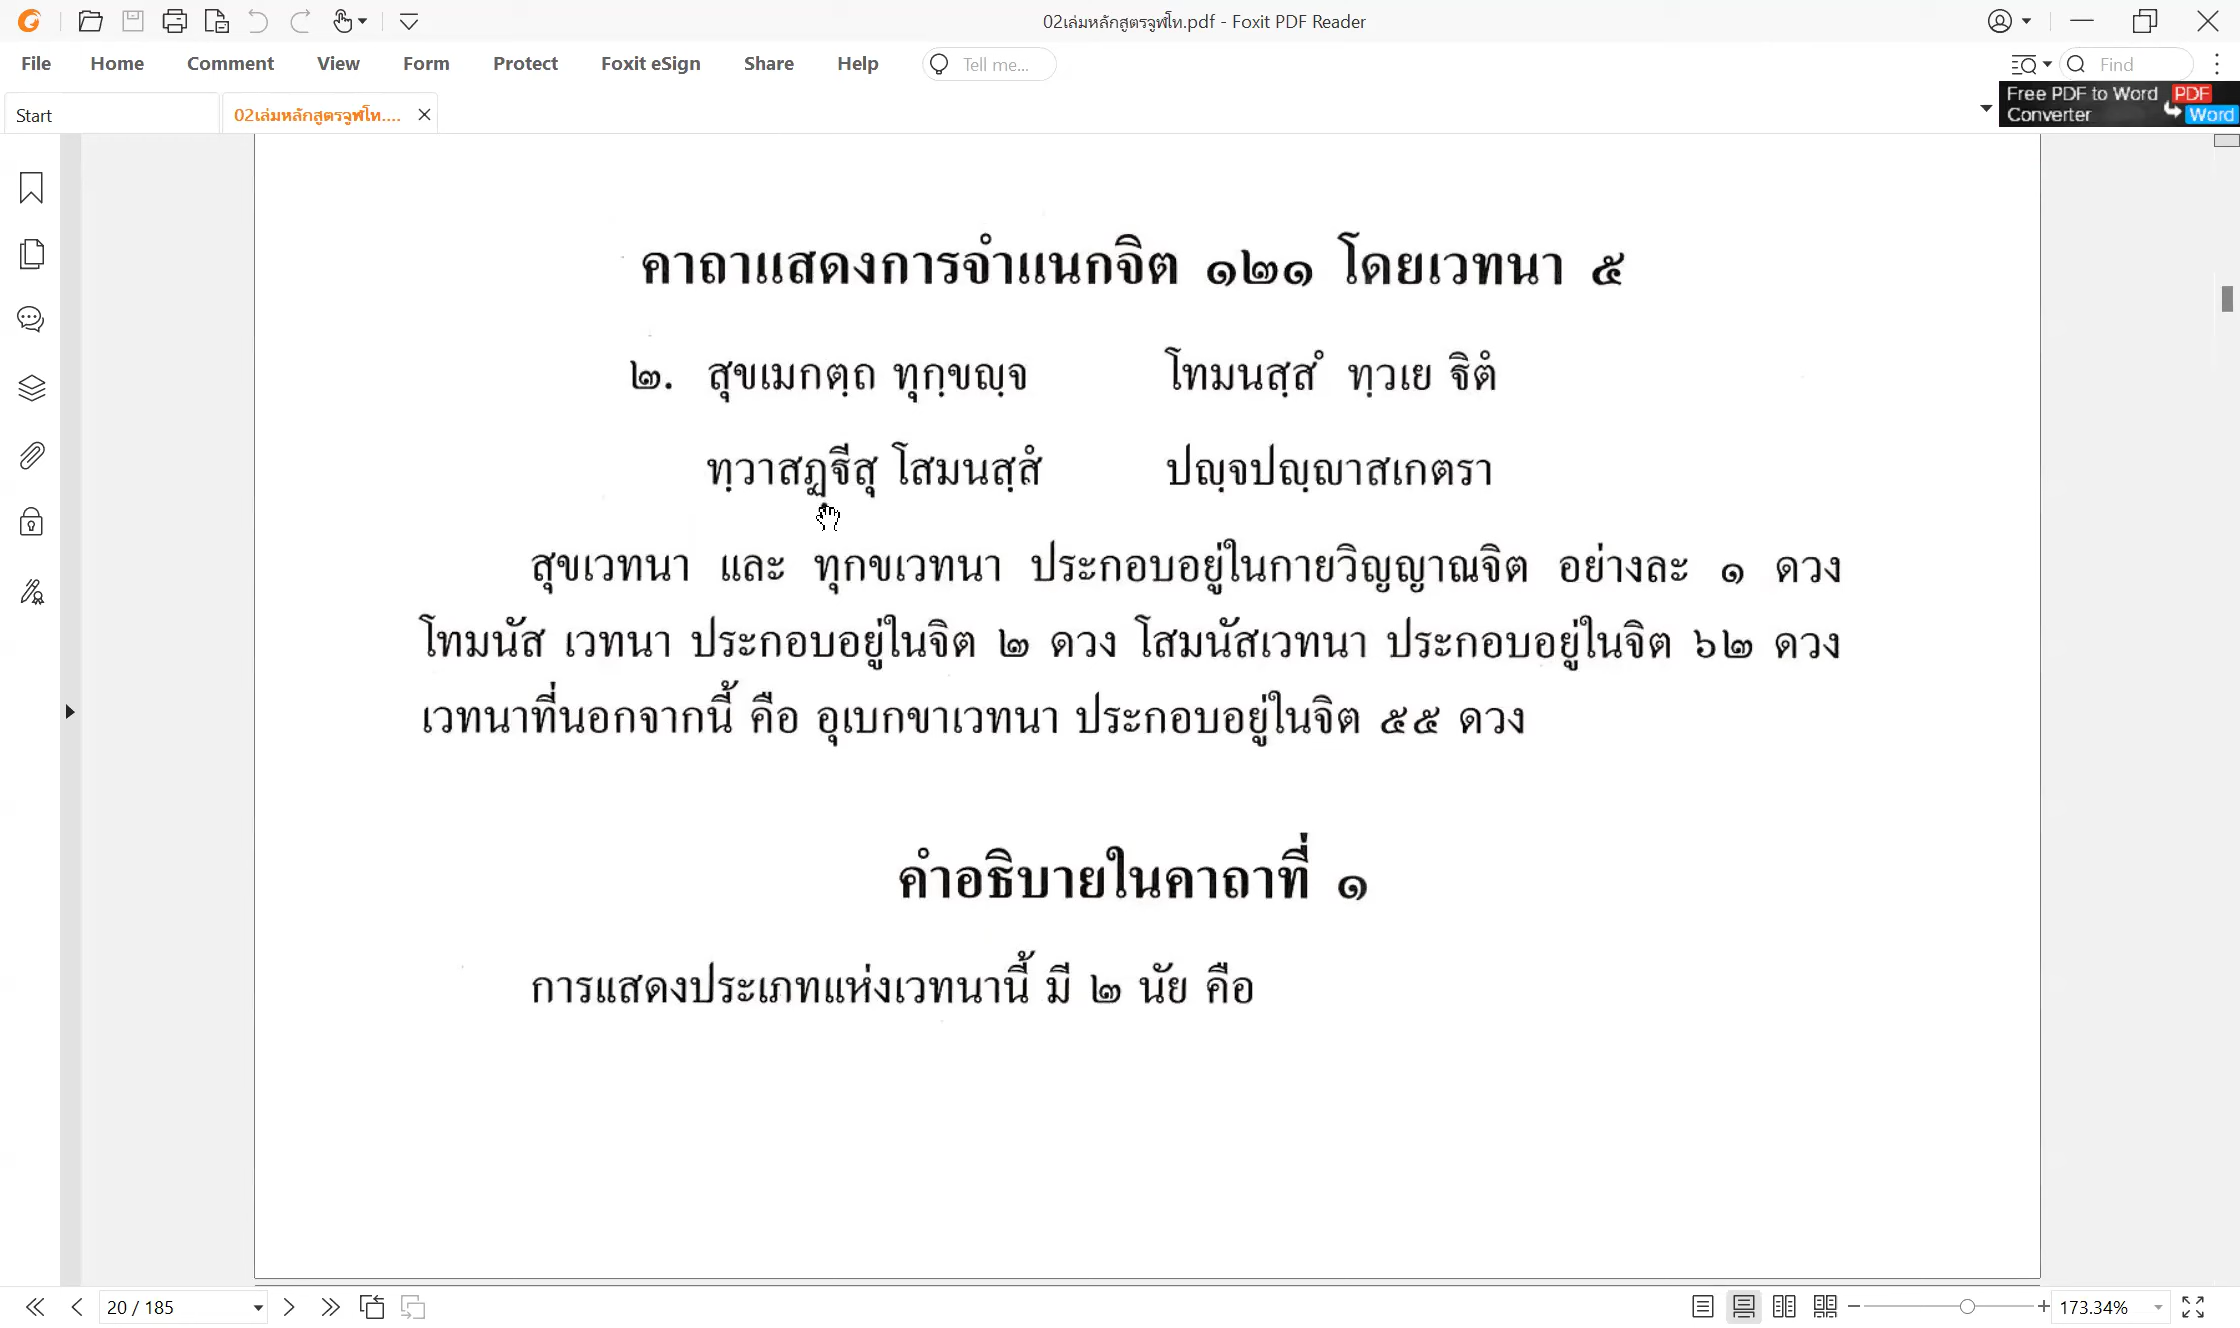 02เล่มหลักสูตรจูฬโท.pdf - Foxit PDF Reader
File Home Comment View Form Protect Foxit eSign Share Help Tell me... Find
Start 02เล่มหลักสูตรจูฬโท....
Free PDF to Word Converter PDF Word
คาถาแสดงการจำแนกจิต ๑๒๑ โดยเวทนา ๕
๒. สุขเมกตฺถ ทุกฺขญฺจ โทมนสฺสํ ทฺวเย ฐิตํ
ทฺวาสฏฺฐีสุ โสมนสฺสํ ปญฺจปญฺญาสเกตรา
สุขเวทนา และ ทุกขเวทนา ประกอบอยู่ในกายวิญญาณจิต อย่างละ ๑ ดวง
โทมนัส เวทนา ประกอบอยู่ในจิต ๒ ดวง โสมนัสเวทนา ประกอบอยู่ในจิต ๖๒ ดวง
เวทนาที่นอกจากนี้ คือ อุเบกขาเวทนา ประกอบอยู่ในจิต ๕๕ ดวง
คำอธิบายในคาถาที่ ๑
การแสดงประเภทแห่งเวทนานี้ มี ๒ นัย คือ
20 / 185 173.34%